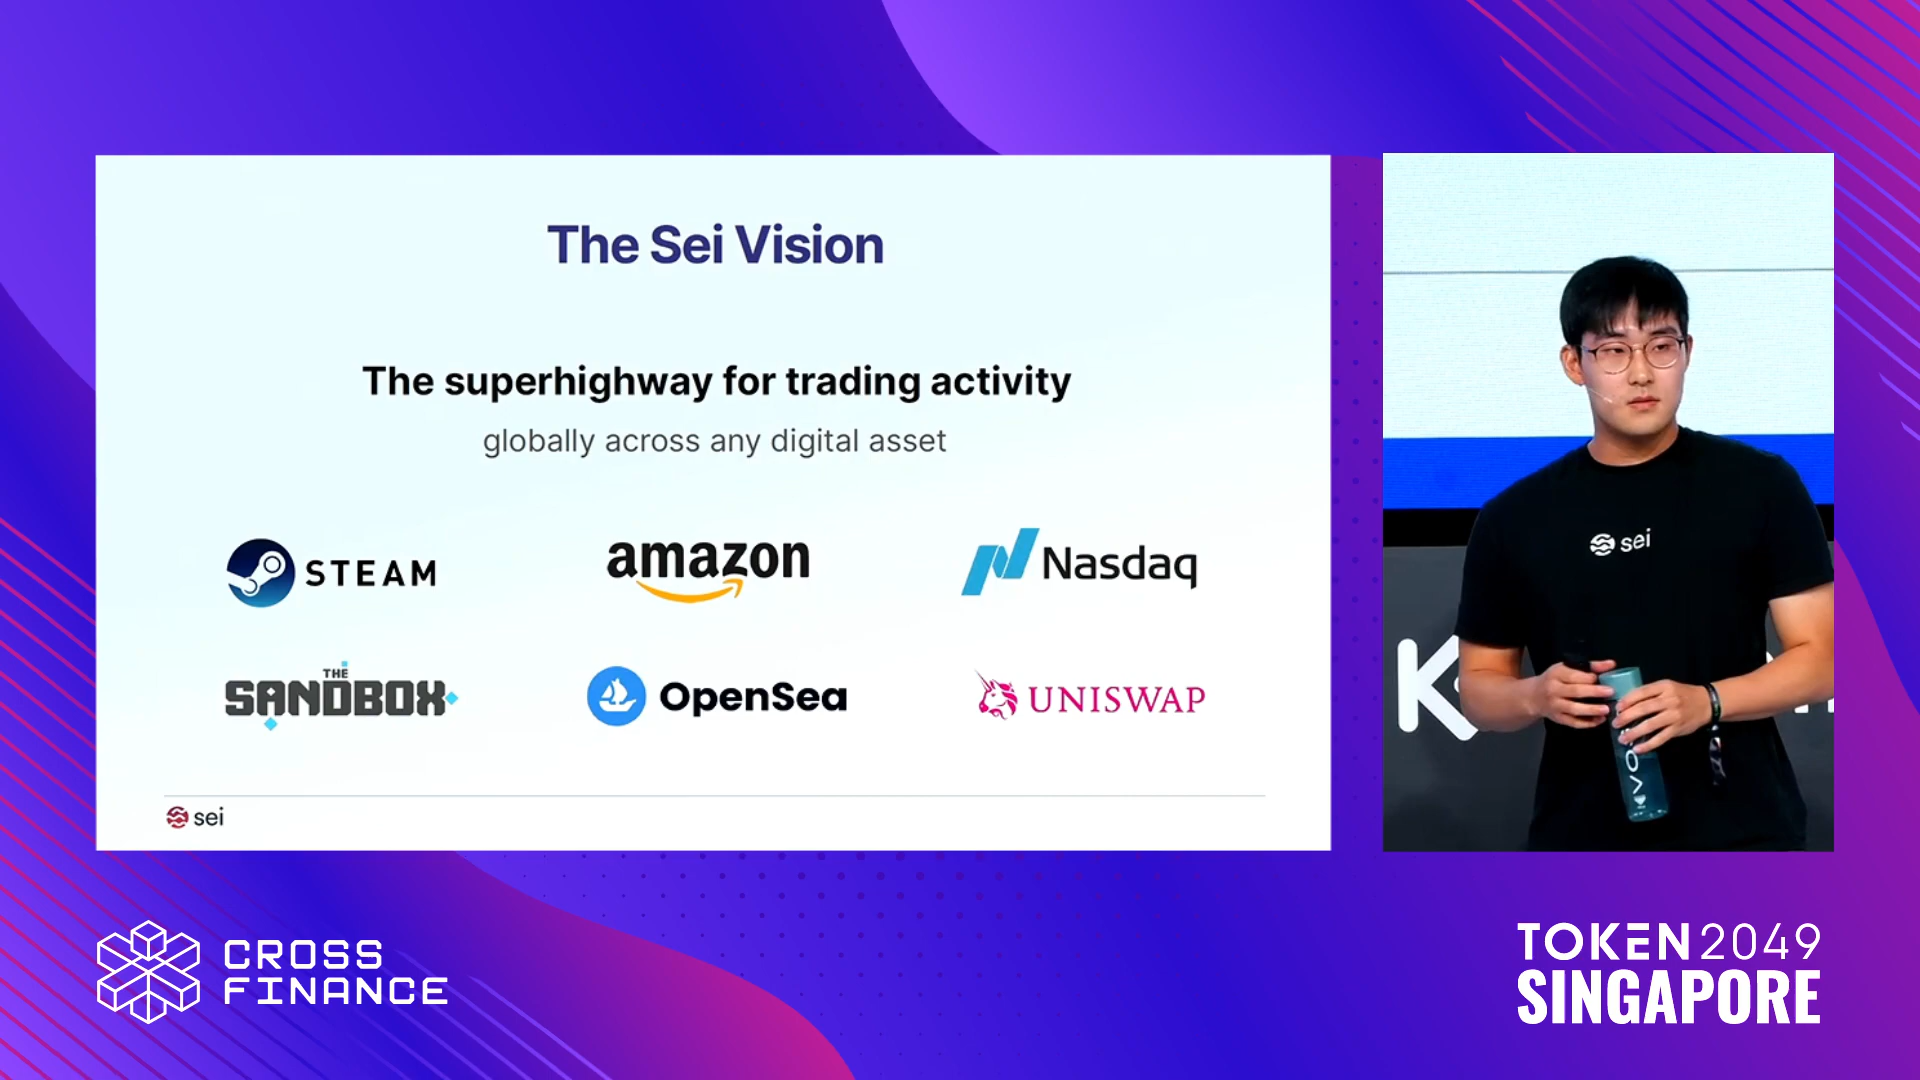 The Sei Vision
The superhighway for trading activity
globally across any digital asset
STEAM
amazon
Nasdaq
THE
SANDBOX
OpenSea
UNISWAP
sei
sei
K
VO
CROSS
FINANCE
TOKEN2049
SINGAPORE